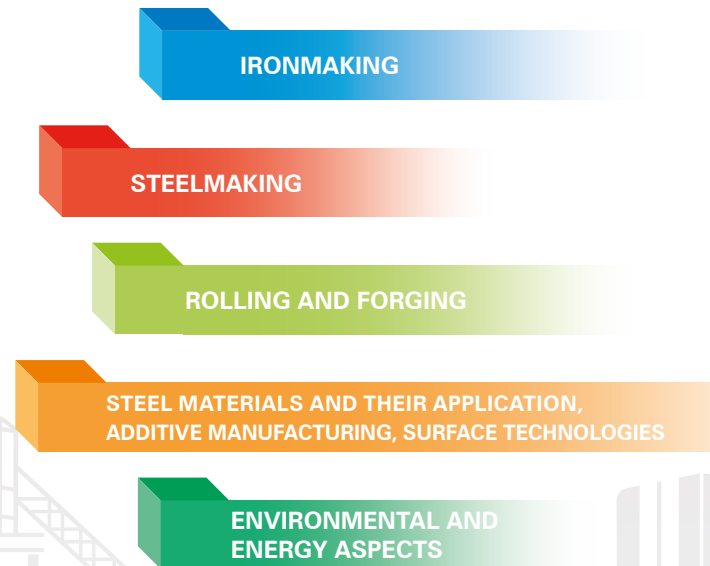 IRONMAKING
STEELMAKING
ROLLING AND FORGING
STEEL MATERIALS AND THEIR APPLICATION,
ADDITIVE MANUFACTURING, SURFACE TECHNOLOGIES
ENVIRONMENTAL AND
ENERGY ASPECTS